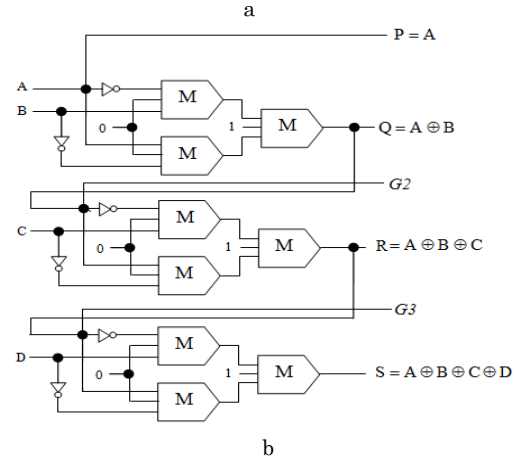 a
P = A
A
M
B
0
1
M
Q = A ⊕ B
M
G2
M
C
0
1
M
R = A ⊕ B ⊕ C
M
G3
M
D
0
1
M
S = A ⊕ B ⊕ C ⊕ D
M
b